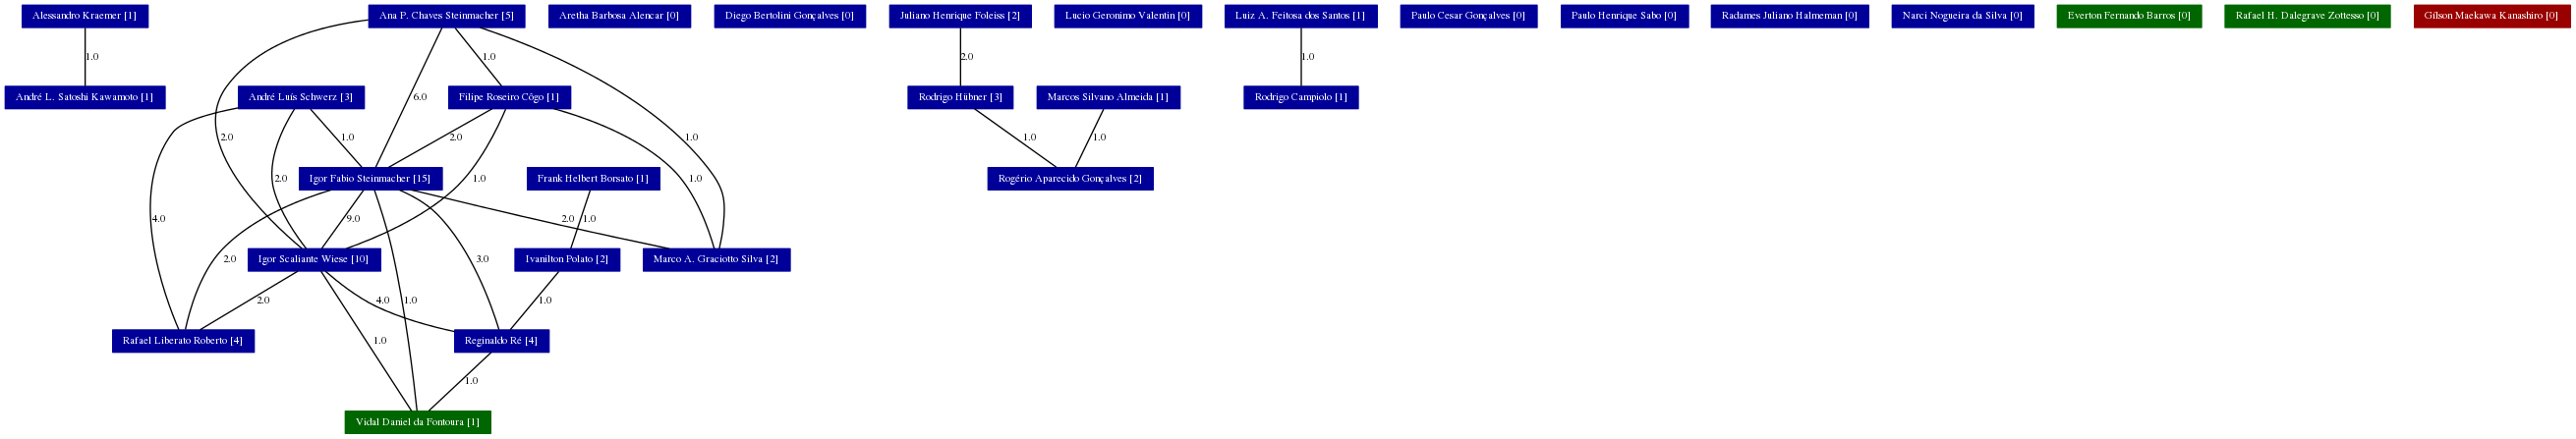 Alessandro Kraemer [1]
Ana P. Chaves Steinmacher [5]
Aretha Barbosa Alencar [0]
Diego Bertolini Gonçalves [0]
Juliano Henrique Foleiss [2]
Lucio Geronimo Valentin [0]
Luiz A. Feitosa dos Santos [1]
Paulo Cesar Gonçalves [0]
Paulo Henrique Sabo [0]
Radames Juliano Halmeman [0]
Narci Nogueira da Silva [0]
Everton Fernando Barros [0]
Rafael H. Dalegrave Zottesso [0]
Gilson Maekawa Kanashiro [0]
1.0
1.0
2.0
1.0
André L. Satoshi Kawamoto [1]
André Luís Schwerz [3]
6.0
Filipe Roseiro Côgo [1]
Rodrigo Hübner [3]
Marcos Silvano Almeida [1]
Rodrigo Campiolo [1]
2.0
1.0
2.0
1.0
1.0
1.0
Igor Fabio Steinmacher [15]
2.0
1.0
Frank Helbert Borsato [1]
1.0
Rogério Aparecido Gonçalves [2]
4.0
9.0
2.0
1.0
Igor Scaliante Wiese [10]
2.0
3.0
Ivanilton Polato [2]
Marco A. Graciotto Silva [2]
2.0
4.0
1.0
1.0
Rafael Liberato Roberto [4]
1.0
Reginaldo Ré [4]
1.0
Vidal Daniel da Fontoura [1]